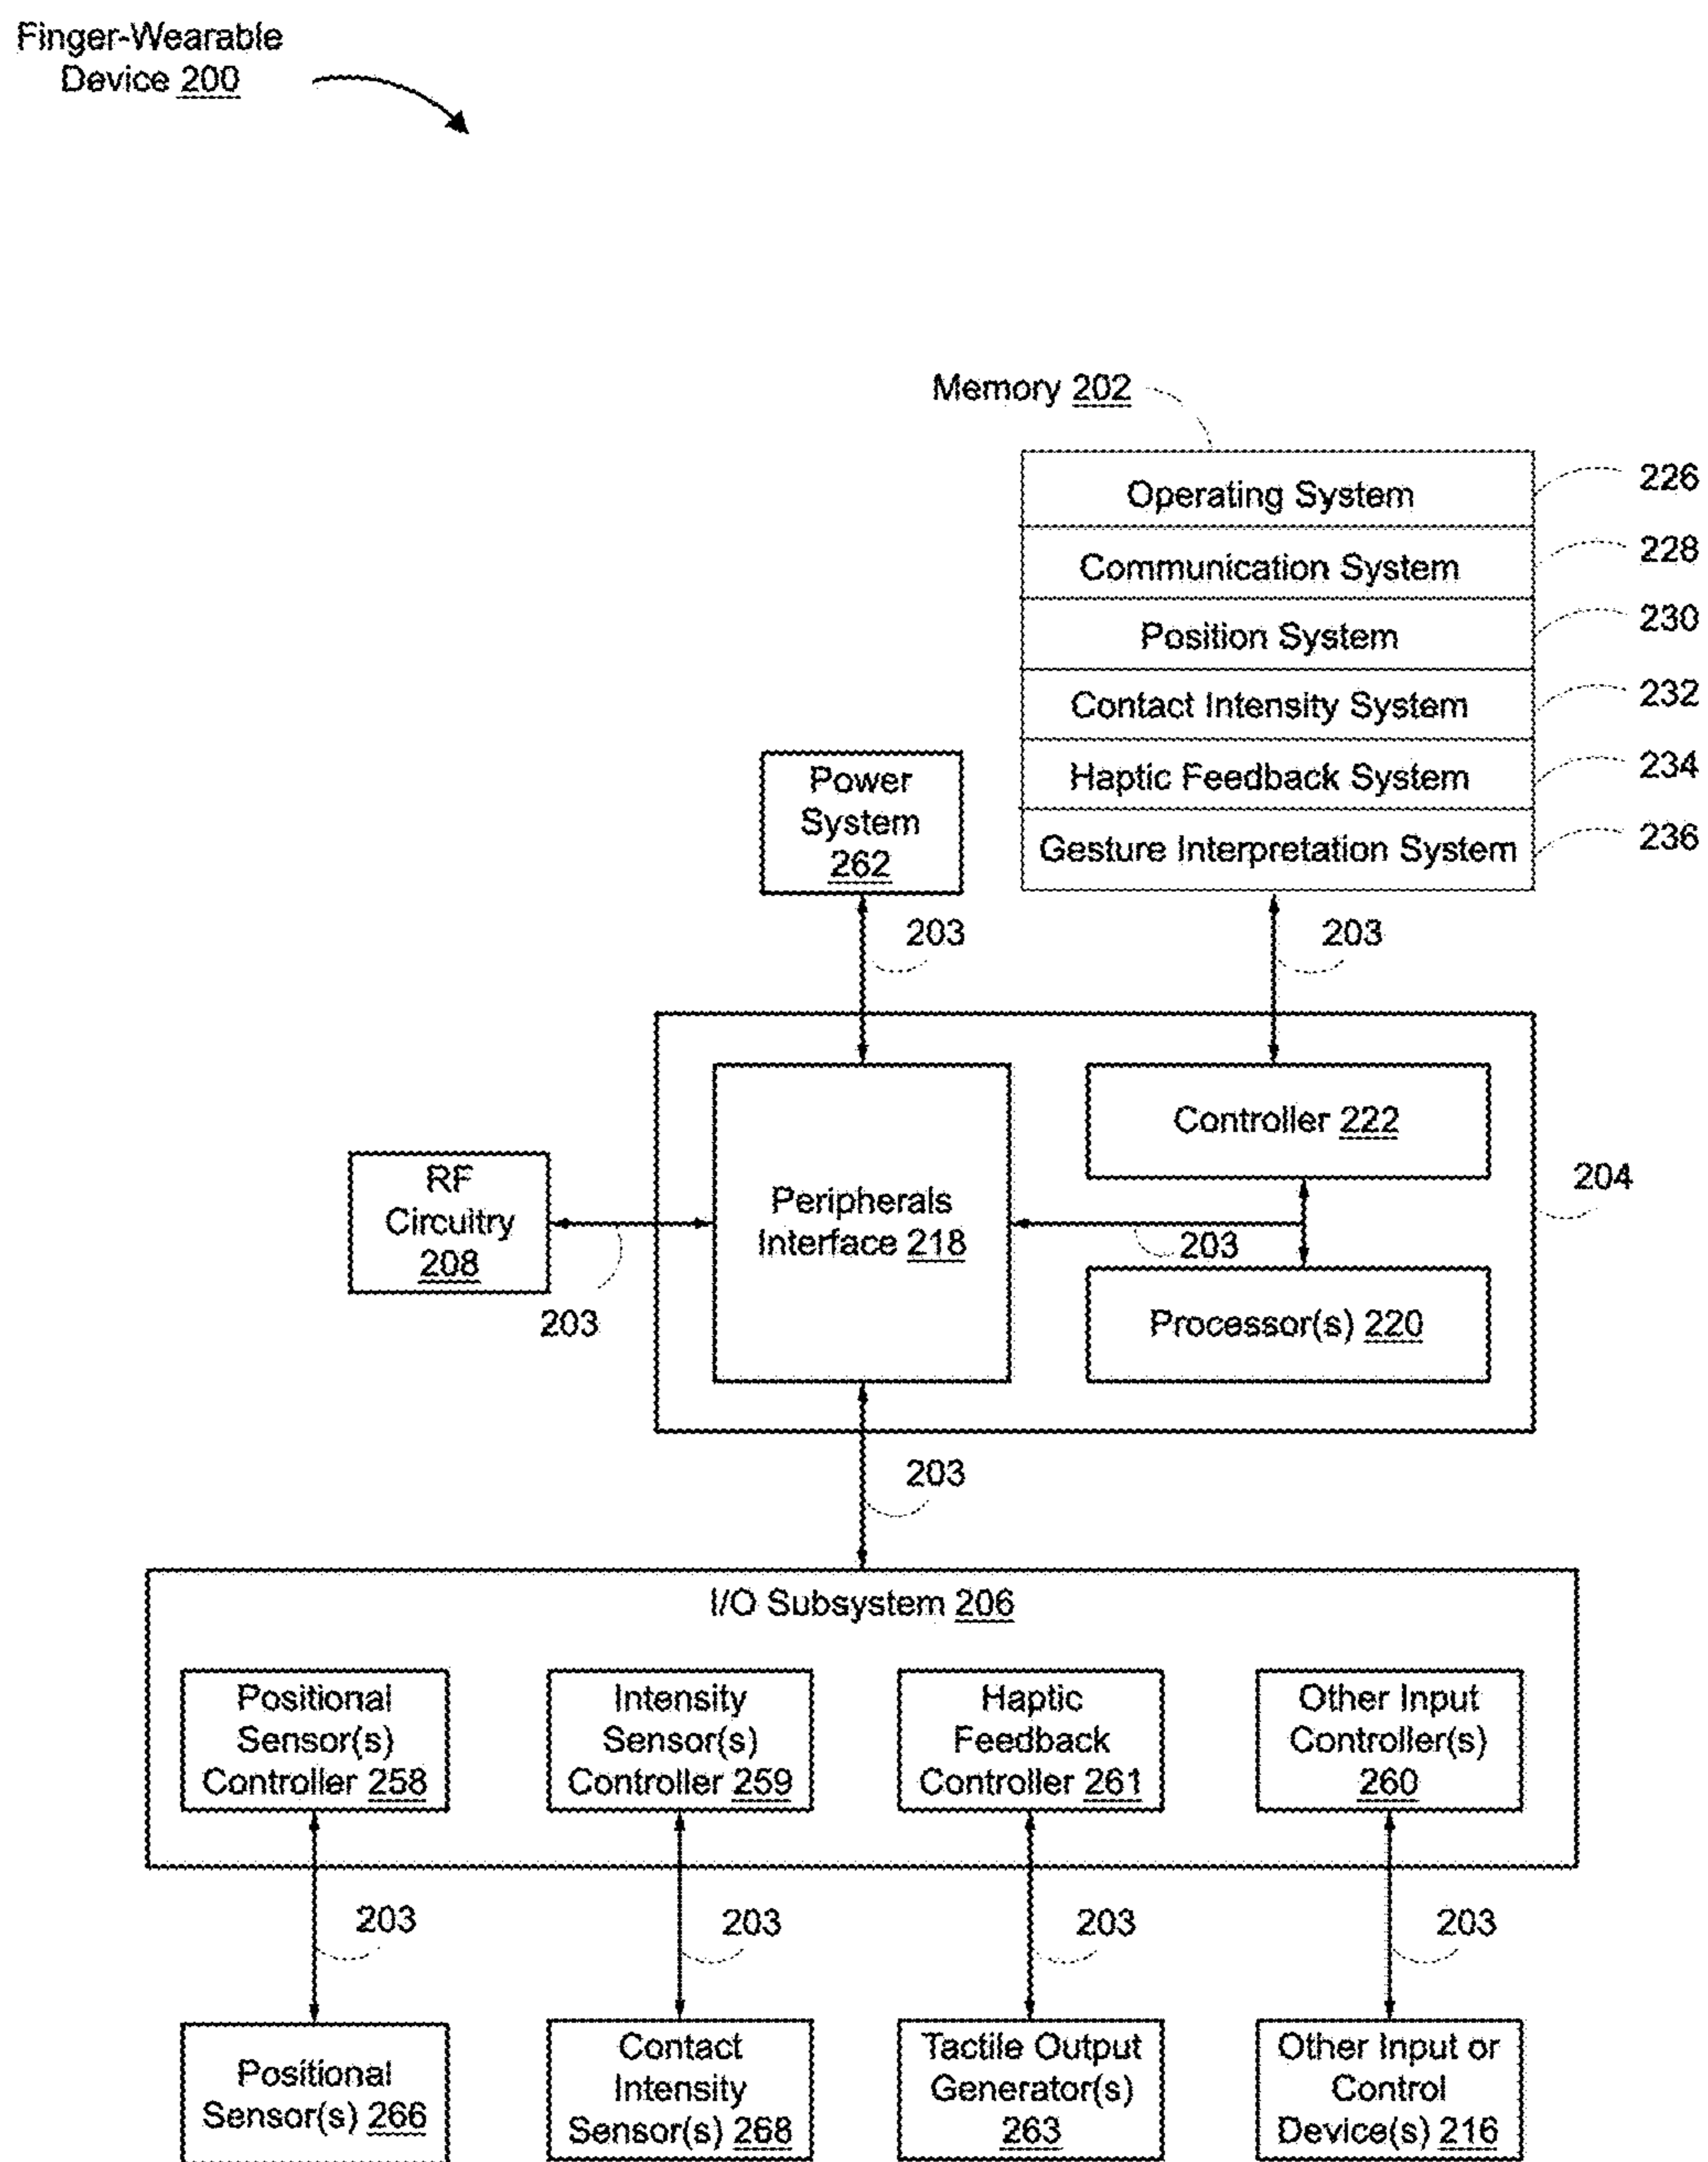 Finger-Wearable
Device 200
Memory 202
Operating System
226
Communication System
228
Position System
230
Contact Intensity System
232
Haptic Feedback System
234
Gesture Interpretation System
236
Power
System
262
203
203
Controller 222
204
RF
Circuitry
208
Peripherals
Interface 218
203
203
Processor(s) 220
203
I/O Subsystem 206
Positional
Sensor(s)
Controller 258
Intensity
Sensor(s)
Controller 259
Haptic
Feedback
Controller 261
Other Input
Controller(s)
260
203
203
203
203
Positional
Sensor(s) 266
Contact
Intensity
Sensor(s) 268
Tactile Output
Generator(s)
263
Other Input or
Control
Device(s) 216